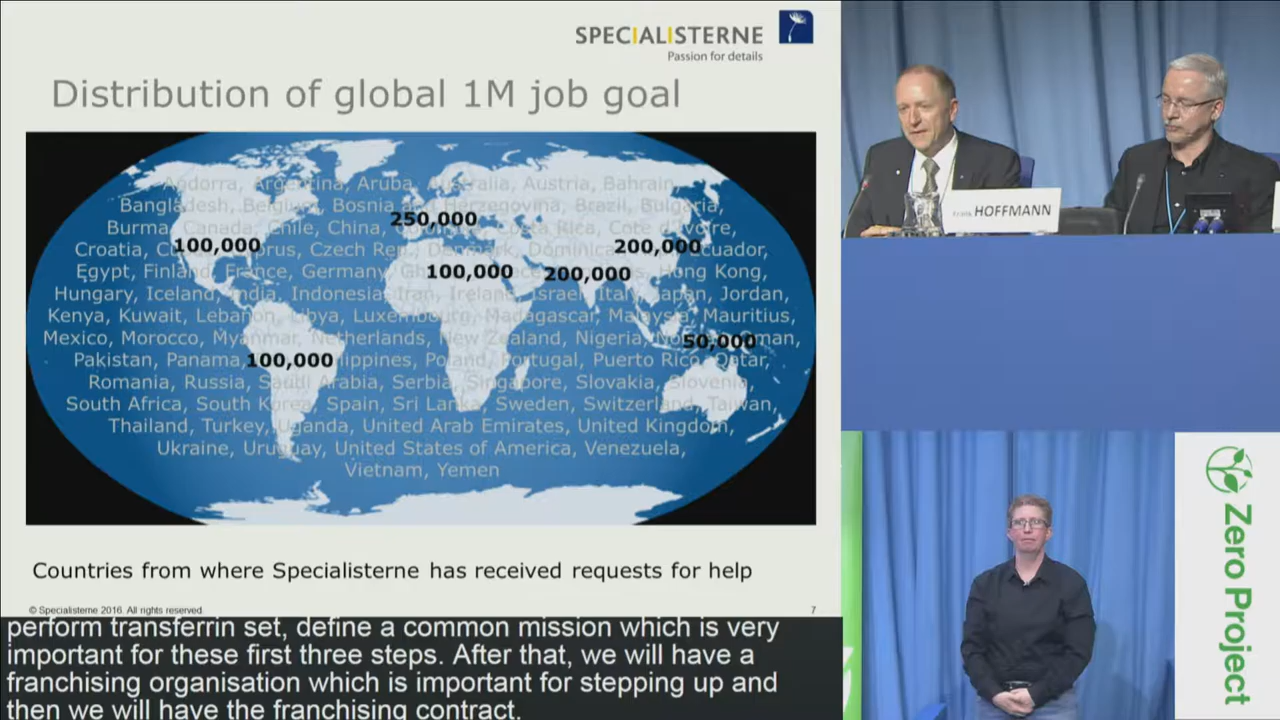 SPECIALISTERNE
Passion for details
Distribution of global 1M job goal
Andorra, Argentina, Aruba, Australia, Austria, Bahrain,
Bangladesh, Belgium, Bosnia and Herzegovina, Brazil, Bulgaria,
250,000
Burma, Canada, Chile, China, Costa Rica, Cote d'Ivoire,
Croatia, Cyprus, Czech Rep., Denmark, Dominica Ecuador,
100,000
200,000
Egypt, Finland, France, Germany, Hong Kong,
100,000
200,000
Hungary, Iceland, India, Indonesia, Iran, Ireland, Israel, Italy, Japan, Jordan,
Kenya, Kuwait, Lebanon, Libya, Luxembourg, Madagascar, Malaysia, Mauritius,
Mexico, Morocco, Myanmar, Netherlands, New Zealand, Nigeria, Oman,
50,000
Pakistan, Panama, Philippines, Poland, Portugal, Puerto Rico, Qatar,
100,000
Romania, Russia, Saudi Arabia, Serbia, Singapore, Slovakia, Slovenia,
South Africa, South Korea, Spain, Sri Lanka, Sweden, Switzerland, Taiwan,
Thailand, Turkey, Uganda, United Arab Emirates, United Kingdom,
Ukraine, Uruguay, United States of America, Venezuela,
Vietnam, Yemen
Countries from where Specialisterne has received requests for help
© Specialisterne 2016. All rights reserved.
7
perform transferrin set, define a common mission which is very
important for these first three steps. After that, we will have a
franchising organisation which is important for stepping up and
then we will have the franchising contract.
Frank HOFFMANN
Zero Project